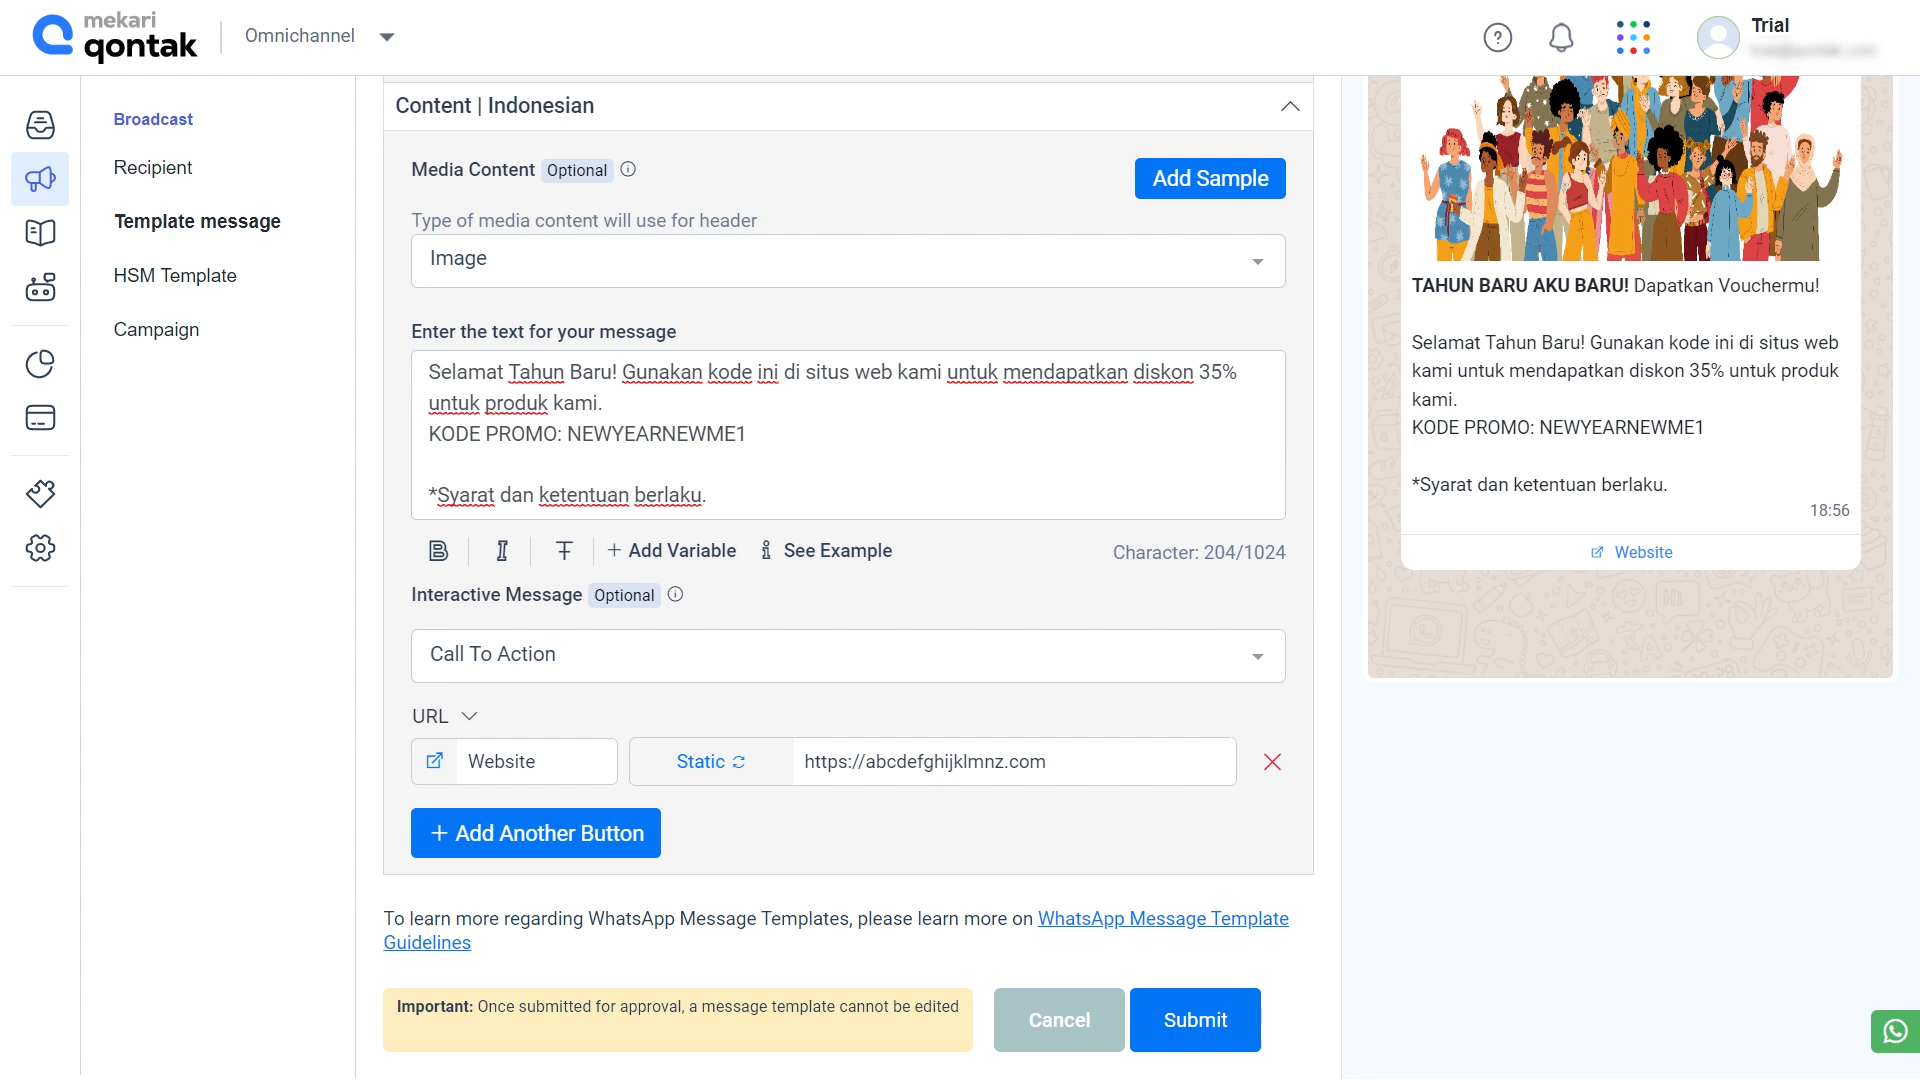 mekari
qontak
Omnichannel
Trial
Broadcast
Recipient
Template message
HSM Template
Campaign
Content | Indonesian
Media Content Optional
Add Sample
Type of media content will use for header
Image
Enter the text for your message
Selamat Tahun Baru! Gunakan kode ini di situs web kami untuk mendapatkan diskon 35%
untuk produk kami.
KODE PROMO: NEWYEARNEWME1
*Syarat dan ketentuan berlaku.
B I T + Add Variable See Example Character: 204/1024
Interactive Message Optional
Call To Action
URL
Website Static https://abcdefghijklmnz.com
+ Add Another Button
To learn more regarding WhatsApp Message Templates, please learn more on WhatsApp Message Template
Guidelines
Important: Once submitted for approval, a message template cannot be edited
Cancel
Submit
TAHUN BARU AKU BARU! Dapatkan Vouchermu!
Selamat Tahun Baru! Gunakan kode ini di situs web
kami untuk mendapatkan diskon 35% untuk produk
kami.
KODE PROMO: NEWYEARNEWME1
*Syarat dan ketentuan berlaku.
18:56
Website